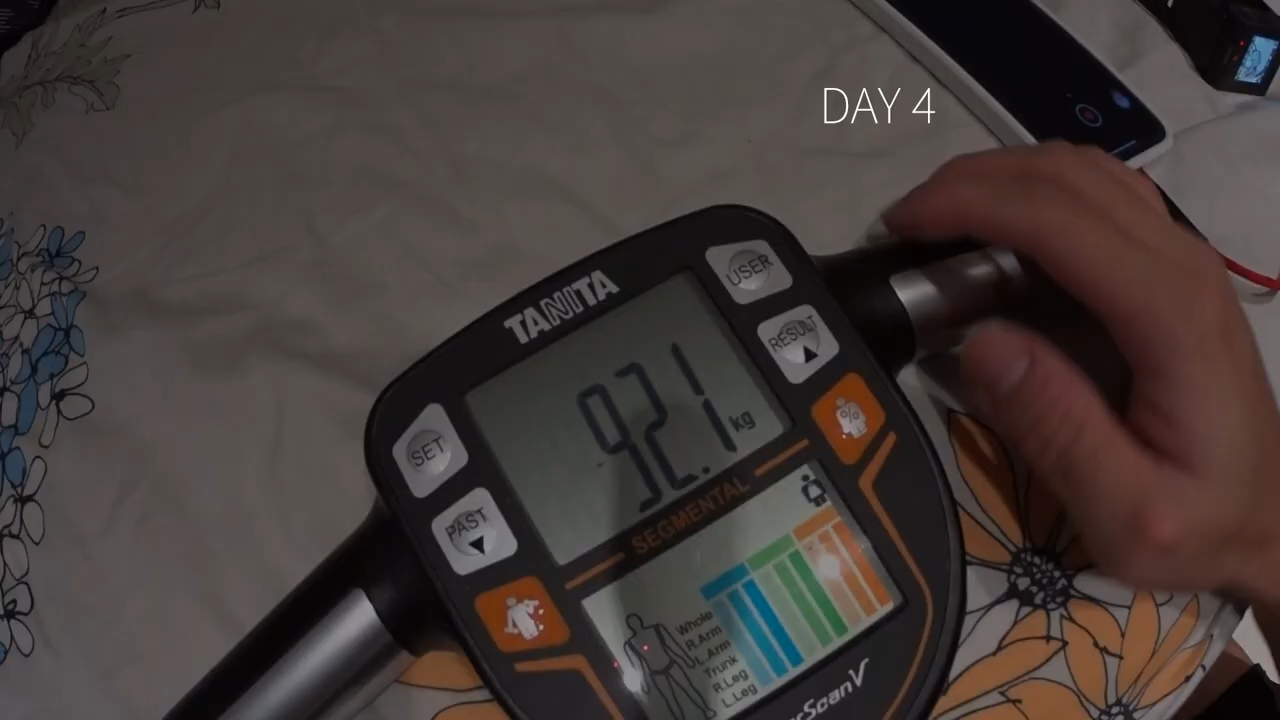 DAY 4
TANITA
USER
RESULT
92.1 kg
SET
PAST
%
SEGMENTAL
Whole
R.Arm
L.Arm
Trunk
R.Leg
L.Leg